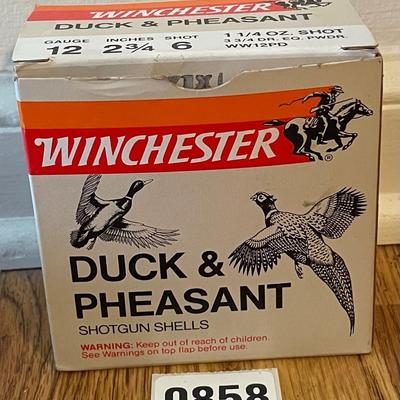 WINCHESTER
DUCK & PHEASANT
GAUGE INCHES SHOT 1 1/4 OZ. SHOT
12 2 3/4 6 3 3/4 DR. EQ. PWDR.
WW12PD
WINCHESTER
®
DUCK &
PHEASANT
SHOTGUN SHELLS
WARNING: Keep out of reach of children.
See Warnings on top flap before use.
0858